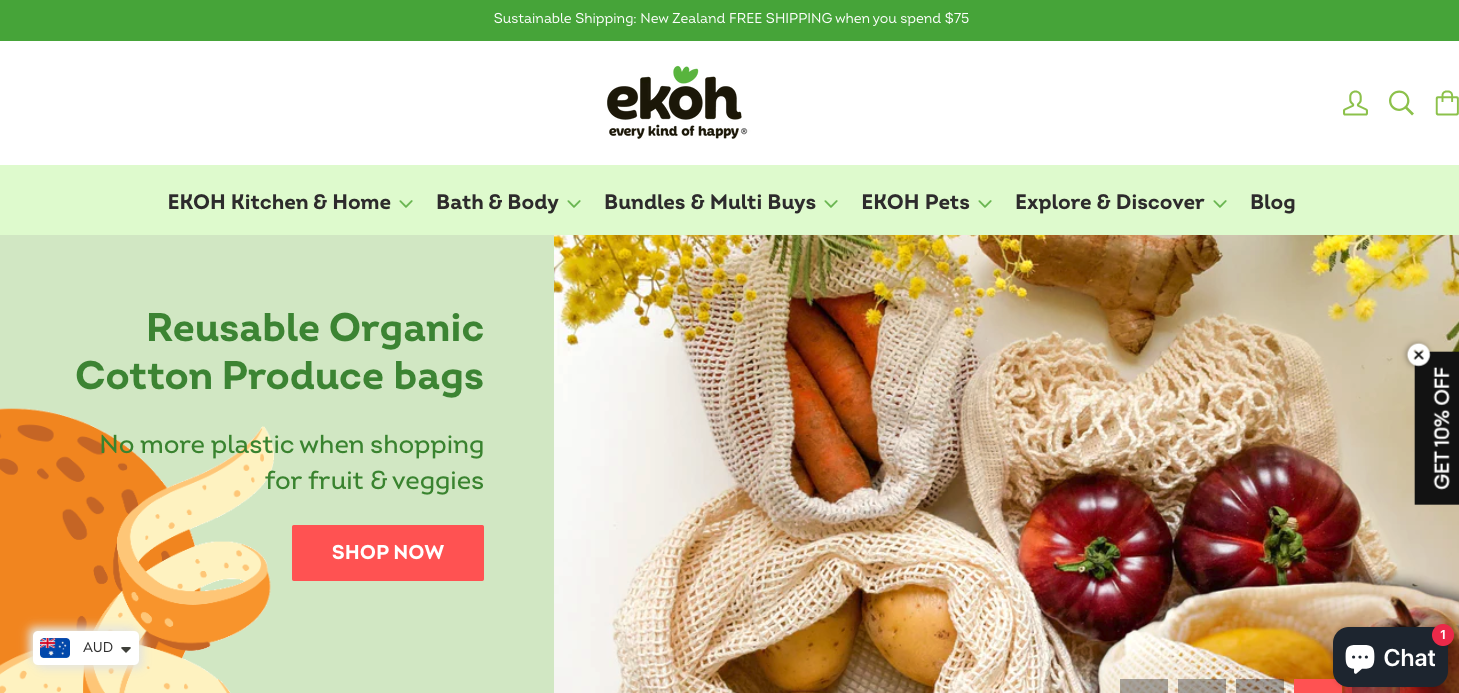 Sustainable Shipping: New Zealand FREE SHIPPING when you spend $75
ekoh
every kind of happy®
EKOH Kitchen & Home
Bath & Body
Bundles & Multi Buys
EKOH Pets
Explore & Discover
Blog
Reusable Organic
Cotton Produce bags
No more plastic when shopping
for fruit & veggies
SHOP NOW
GET 10% OFF
AUD
1
Chat